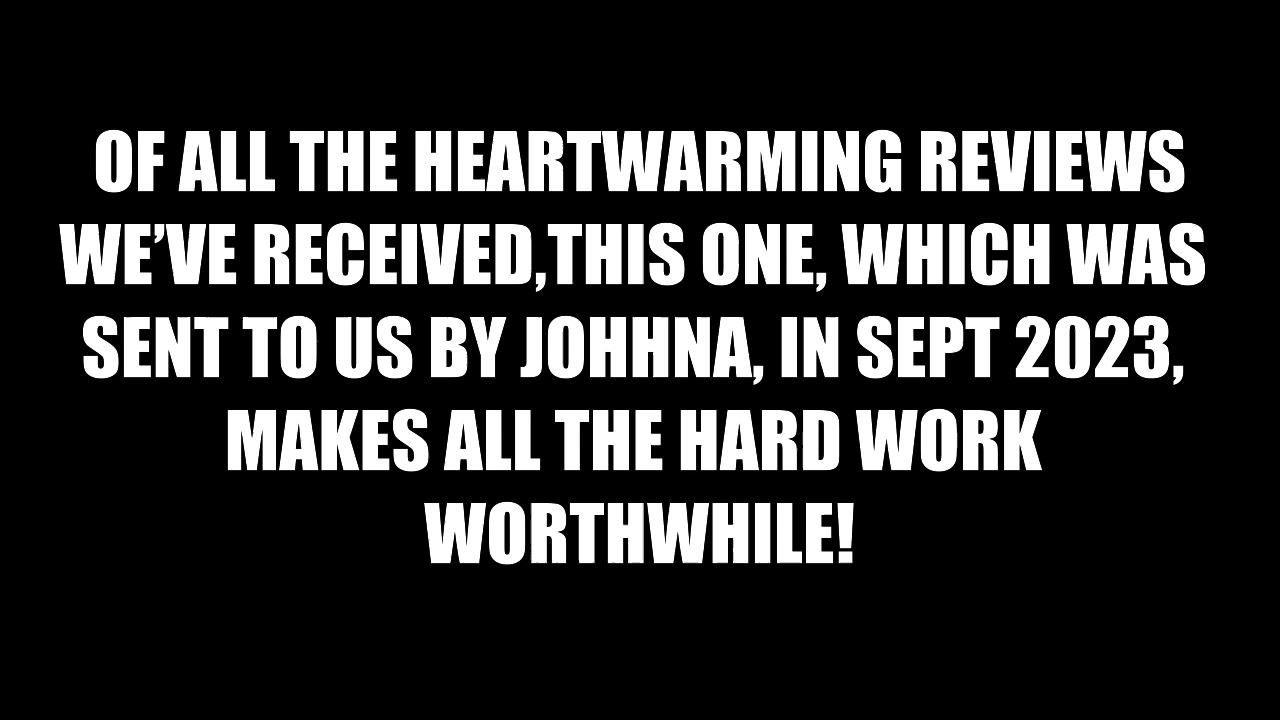 OF ALL THE HEARTWARMING REVIEWS
WE’VE RECEIVED,THIS ONE, WHICH WAS
SENT TO US BY JOHHNA, IN SEPT 2023,
MAKES ALL THE HARD WORK
WORTHWHILE!